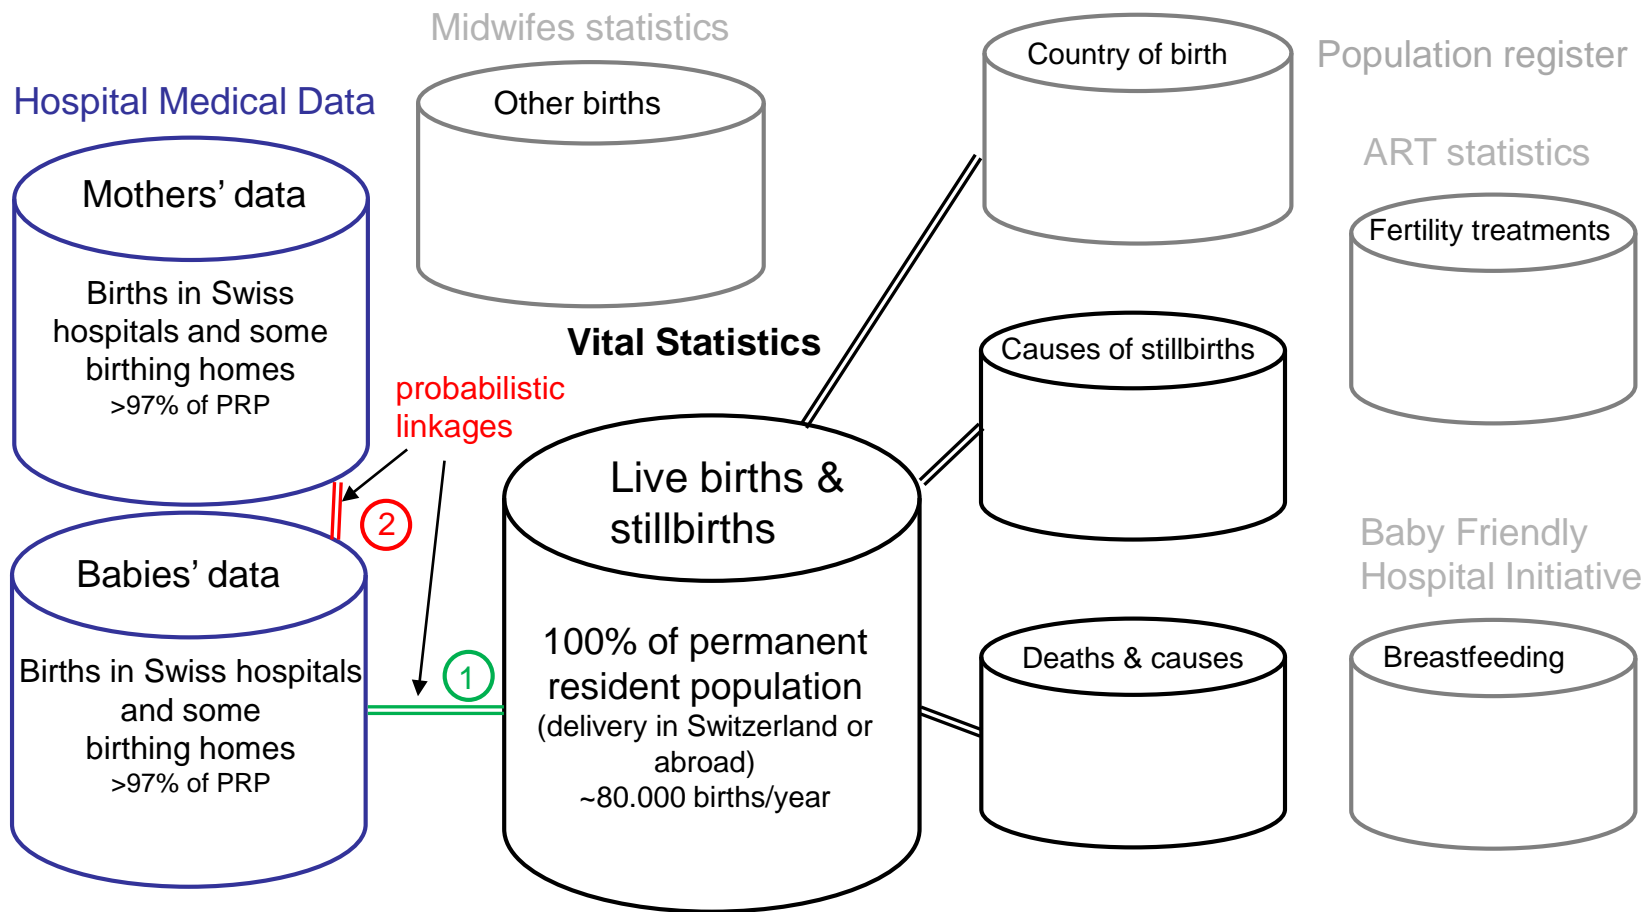 Midwifes statistics
Other births
Hospital Medical Data
Mothers’ data
Births in Swiss
hospitals and some
birthing homes
>97% of PRP
probabilistic
linkages
2
Babies’ data
Births in Swiss hospitals
and some
birthing homes
>97% of PRP
1
Vital Statistics
Live births &
stillbirths
100% of permanent
resident population
(delivery in Switzerland or
abroad)
~80.000 births/year
Country of birth
Population register
Causes of stillbirths
Deaths & causes
ART statistics
Fertility treatments
Baby Friendly
Hospital Initiative
Breastfeeding